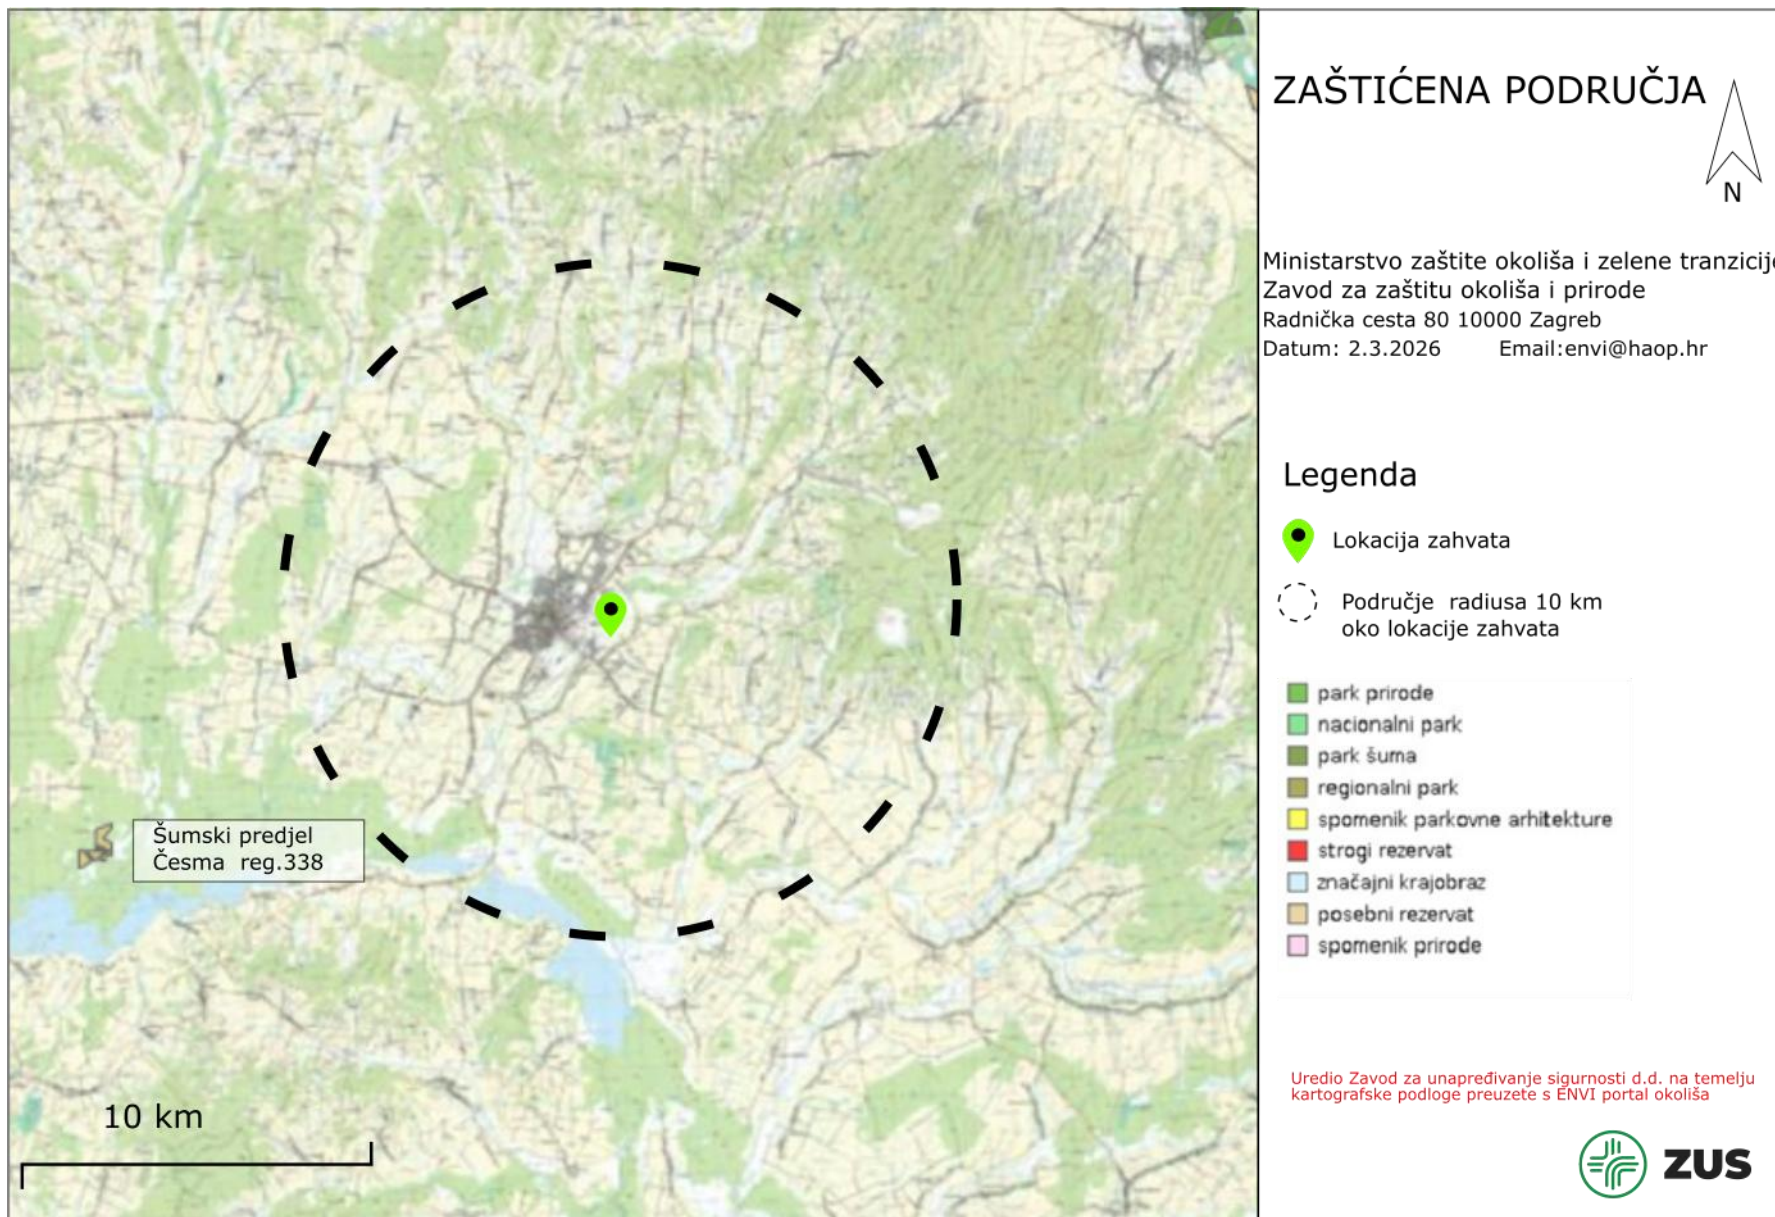 ZAŠTIĆENA PODRUČJA
N
Ministarstvo zaštite okoliša i zelene tranzicije
Zavod za zaštitu okoliša i prirode
Radnička cesta 80 10000 Zagreb
Datum: 2.3.2026 Email:envi@haop.hr
Legenda
Lokacija zahvata
Područje radiusa 10 km
oko lokacije zahvata
park prirode
nacionalni park
park šuma
regionalni park
spomenik parkovne arhitekture
strogi rezervat
značajni krajobraz
posebni rezervat
spomenik prirode
Šumski predjel
Česma reg.338
10 km
Uredio Zavod za unapređivanje sigurnosti d.d. na temelju
kartografske podloge preuzete s ENVI portal okoliša
ZUS